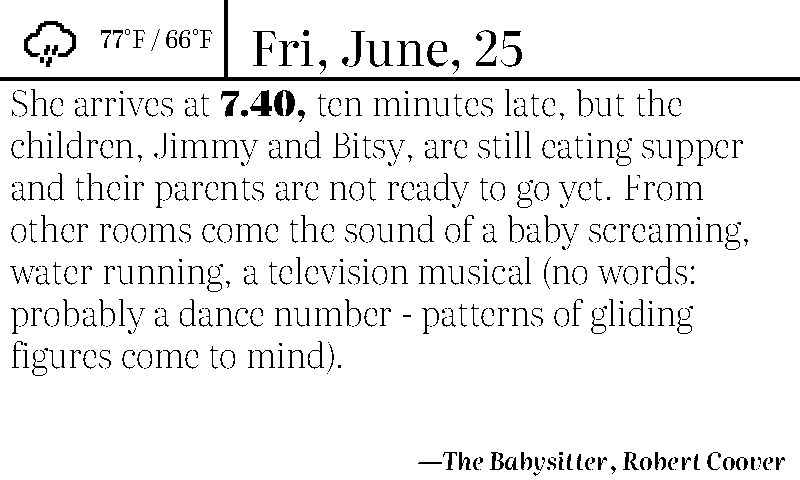 77°F / 66°F
Fri, June, 25
She arrives at 7.40, ten minutes late, but the
children, Jimmy and Bitsy, are still eating supper
and their parents are not ready to go yet. From
other rooms come the sound of a baby screaming,
water running, a television musical (no words:
probably a dance number - patterns of gliding
figures come to mind).
—The Babysitter, Robert Coover